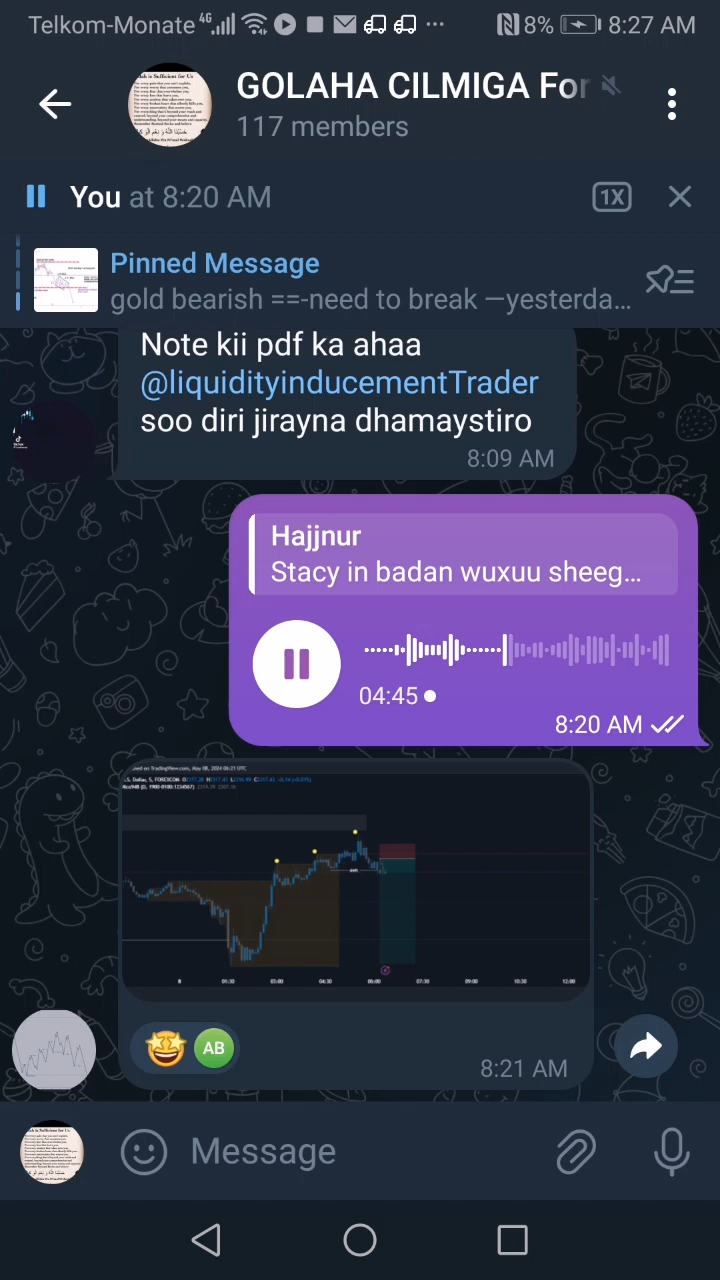 Telkom-Monate 4G 8% 8:27 AM
GOLAHA CILMIGA For
117 members
You at 8:20 AM 1X
Pinned Message
gold bearish ==-need to break —yesterda...
Note kii pdf ka ahaa
@liquidityinducementTrader
soo diri jirayna dhamaystiro
8:09 AM
Hajjnur
Stacy in badan wuxuu sheeg...
04:45
8:20 AM
AB
8:21 AM
Message